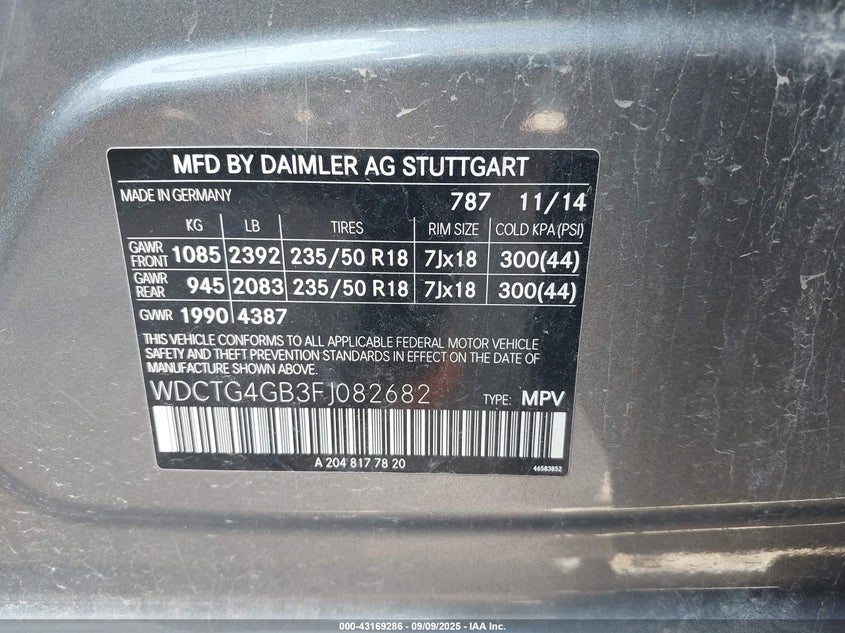 MFD BY DAIMLER AG STUTTGART
MADE IN GERMANY 787 11/14
KG LB TIRES RIM SIZE COLD KPA(PSI)
GAWR FRONT 1085 2392 235/50 R18 7Jx18 300(44)
GAWR REAR 945 2083 235/50 R18 7Jx18 300(44)
GVWR 1990 4387
THIS VEHICLE CONFORMS TO ALL APPLICABLE FEDERAL MOTOR VEHICLE
SAFETY AND THEFT PREVENTION STANDARDS IN EFFECT ON THE DATE OF
MANUFACTURE SHOWN ABOVE.
WDCTG4GB3FJ082682 TYPE: MPV
A 204 817 78 20 46583852
000-43169286 - 09/09/2025 - IAA Inc.